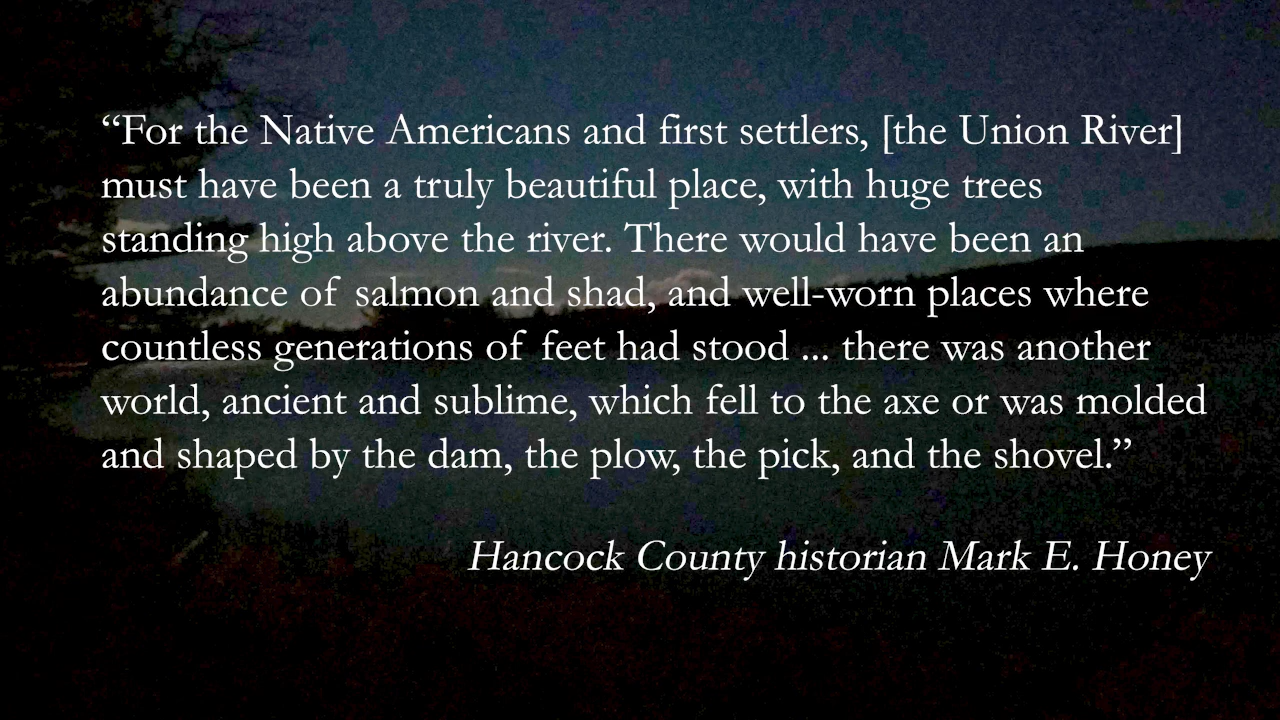 “For the Native Americans and first settlers, [the Union River]
must have been a truly beautiful place, with huge trees
standing high above the river. There would have been an
abundance of salmon and shad, and well-worn places where
countless generations of feet had stood ... there was another
world, ancient and sublime, which fell to the axe or was molded
and shaped by the dam, the plow, the pick, and the shovel.”
Hancock County historian Mark E. Honey